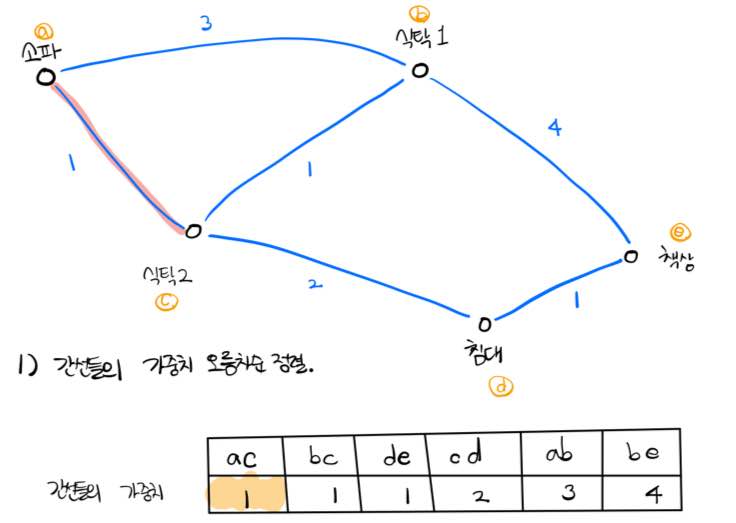 ⓐ
소파
3
ⓑ
식탁1
1
1
4
ⓔ
책상
식탁2
ⓒ
2
1
침대
ⓓ
1) 간선들의 가중치 오름차순 정렬.
ac bc de cd ab be
간선들의 가중치 1 1 1 2 3 4